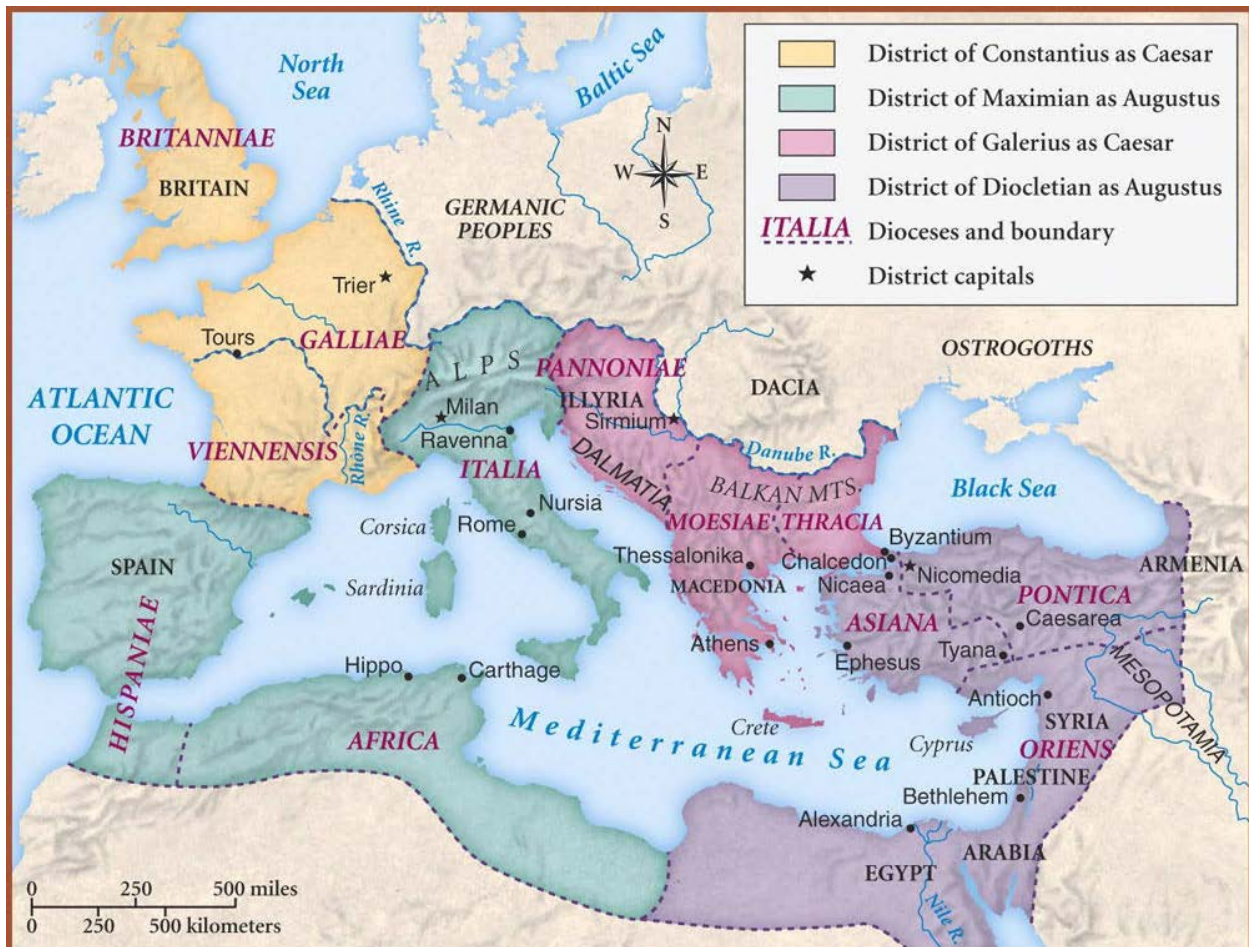 District of Constantius as Caesar
District of Maximian as Augustus
District of Galerius as Caesar
District of Diocletian as Augustus
ITALIA Dioceses and boundary
District capitals
North
Sea
Baltic Sea
N
W E
S
BRITANNIAE
BRITAIN
Rhine R.
GERMANIC
PEOPLES
Trier
Tours
GALLIAE
ATLANTIC
OCEAN
VIENNENSIS
Rhône R.
ALPS
Milan
Ravenna
ITALIA
PANNONIAE
ILLYRIA
Sirmium
DACIA
OSTROGOTHS
DALMATIA
Danube R.
BALKAN MTS.
Black Sea
MOESIAE
THRACIA
Nursia
Rome
Corsica
Sardinia
SPAIN
HISPANIAE
Thessalonika
MACEDONIA
Byzantium
Chalcedon
Nicaea
Nicomedia
ARMENIA
PONTICA
ASIANA
Caesarea
Athens
Ephesus
Tyana
MESOPOTAMIA
Hippo
Carthage
AFRICA
Mediterranean Sea
Crete
Cyprus
Antioch
SYRIA
ORIENS
PALESTINE
Bethlehem
Alexandria
ARABIA
EGYPT
Nile R.
0 250 500 miles
0 250 500 kilometers